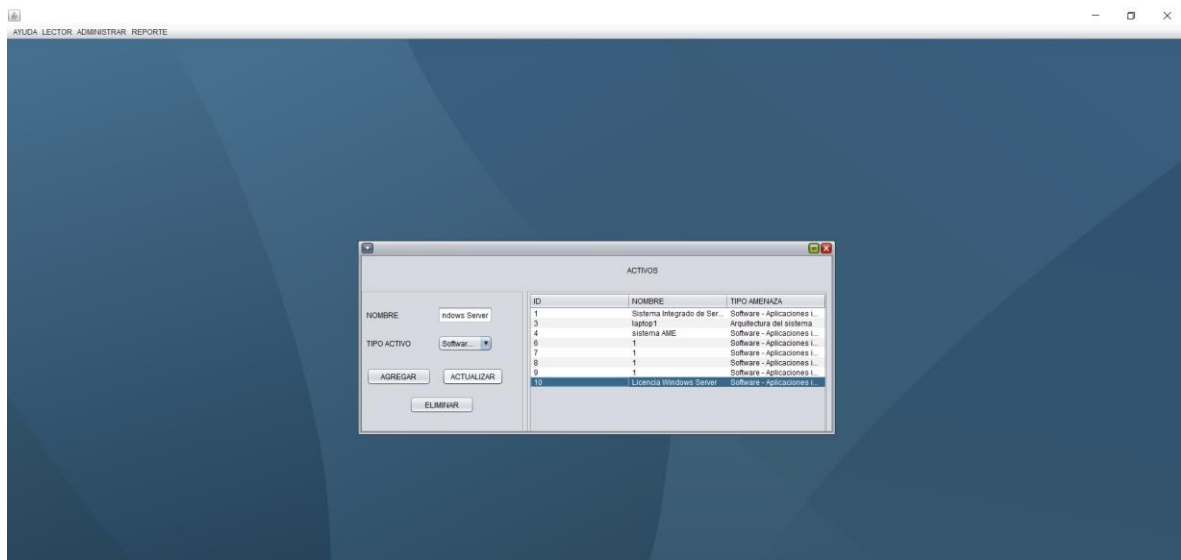 AYUDA LECTOR ADMINISTRAR REPORTE
ACTIVOS
NOMBRE ndows Server
TIPO ACTIVO Softwar...
AGREGAR ACTUALIZAR
ELIMINAR
ID NOMBRE TIPO AMENAZA
1 Sistema Integrado de Ser... Software - Aplicaciones i...
3 laptop1 Arquitectura del sistema
4 sistema AME Software - Aplicaciones i...
6 1 Software - Aplicaciones i...
7 1 Software - Aplicaciones i...
8 1 Software - Aplicaciones i...
9 1 Software - Aplicaciones i...
10 Licencia Windows Server Software - Aplicaciones i...